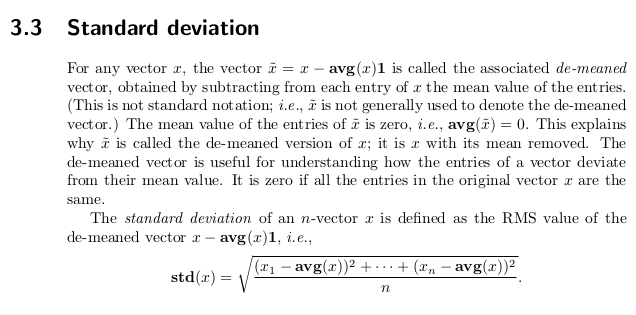 3.3 Standard deviation
For any vector x, the vector x̃ = x − avg(x)1 is called the associated de-meaned
vector, obtained by subtracting from each entry of x the mean value of the entries.
(This is not standard notation; i.e., x̃ is not generally used to denote the de-meaned
vector.) The mean value of the entries of x̃ is zero, i.e., avg(x̃) = 0. This explains
why x̃ is called the de-meaned version of x; it is x with its mean removed. The
de-meaned vector is useful for understanding how the entries of a vector deviate
from their mean value. It is zero if all the entries in the original vector x are the
same.
The standard deviation of an n-vector x is defined as the RMS value of the
de-meaned vector x − avg(x)1, i.e.,
std(x) = √((x₁ − avg(x))² + ⋯ + (xₙ − avg(x))² / n).